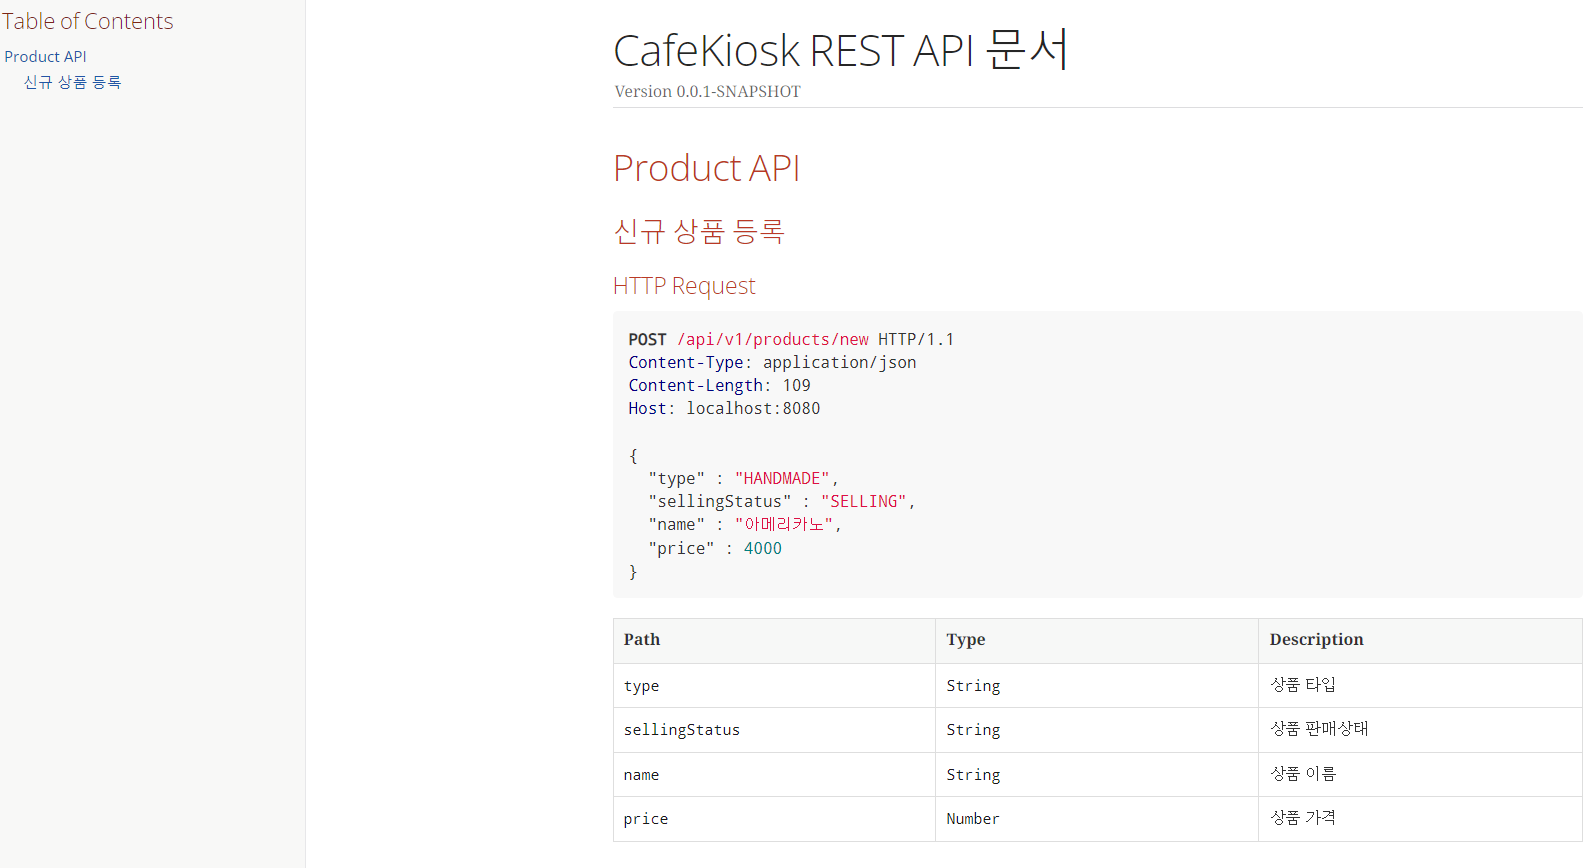 Table of Contents
Product API
신규 상품 등록
CafeKiosk REST API 문서
Version 0.0.1-SNAPSHOT
Product API
신규 상품 등록
HTTP Request
POST /api/v1/products/new HTTP/1.1
Content-Type: application/json
Content-Length: 109
Host: localhost:8080
{
"type" : "HANDMADE",
"sellingStatus" : "SELLING",
"name" : "아메리카노",
"price" : 4000
}
Path Type Description
type String 상품 타입
sellingStatus String 상품 판매상태
name String 상품 이름
price Number 상품 가격